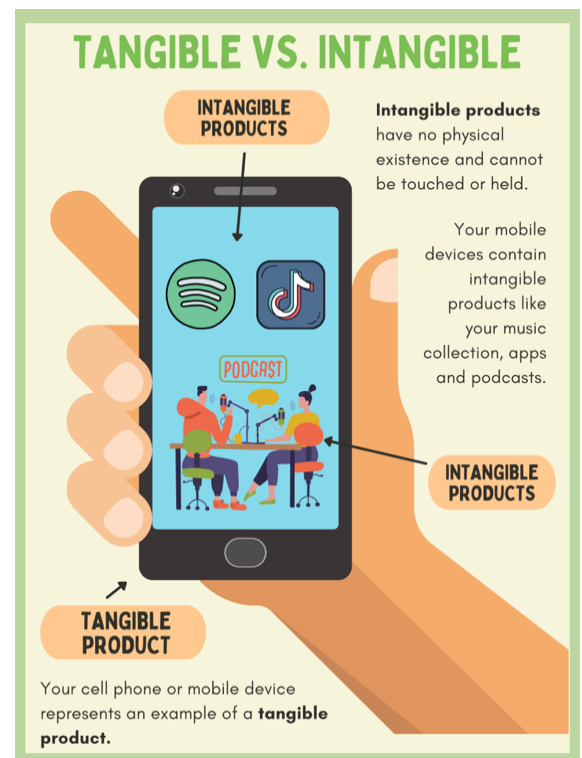 TANGIBLE VS. INTANGIBLE
INTANGIBLE
PRODUCTS
Intangible products
have no physical
existence and cannot
be touched or held.
Your mobile
devices contain
intangible
products like
your music
collection, apps
and podcasts.
PODCAST
INTANGIBLE
PRODUCTS
TANGIBLE
PRODUCT
Your cell phone or mobile device
represents an example of a tangible
product.